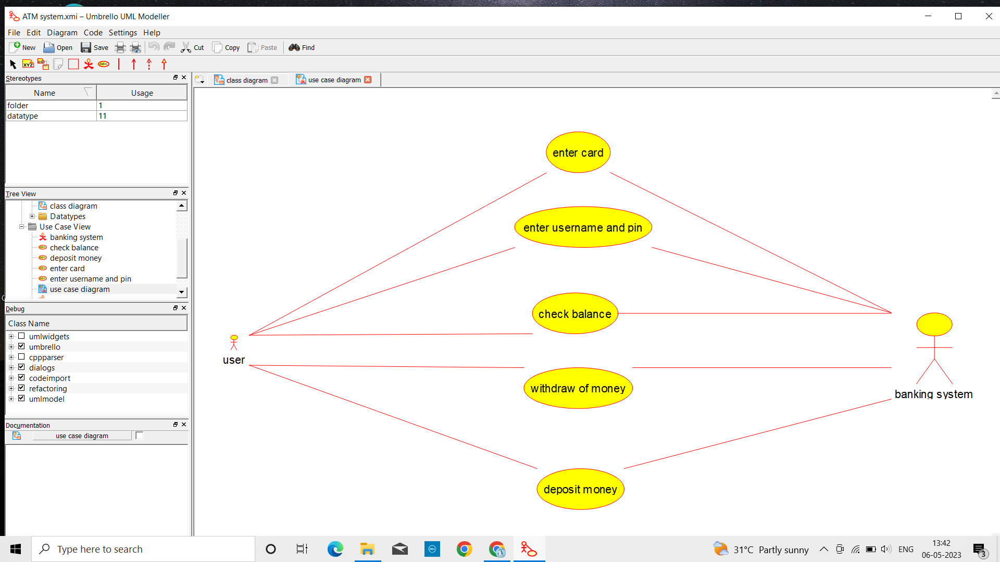 ATM system.xmi – Umbrello UML Modeller
File Edit Diagram Code Settings Help
New Open Save Cut Copy Paste Find
XYZ XYZ ABC
Stereotypes
Name Usage
folder 1
datatype 11
Tree View
class diagram
Datatypes
Use Case View
banking system
check balance
deposit money
enter card
enter username and pin
use case diagram
Debug
Class Name
umlwidgets
umbrello
cppparser
dialogs
codeimport
refactoring
umlmodel
Documentation
use case diagram
class diagram use case diagram
enter card
enter username and pin
check balance
user
withdraw of money
banking system
deposit money
Type here to search
DELL
31°C Partly sunny
ENG
13:42
06-05-2023
3